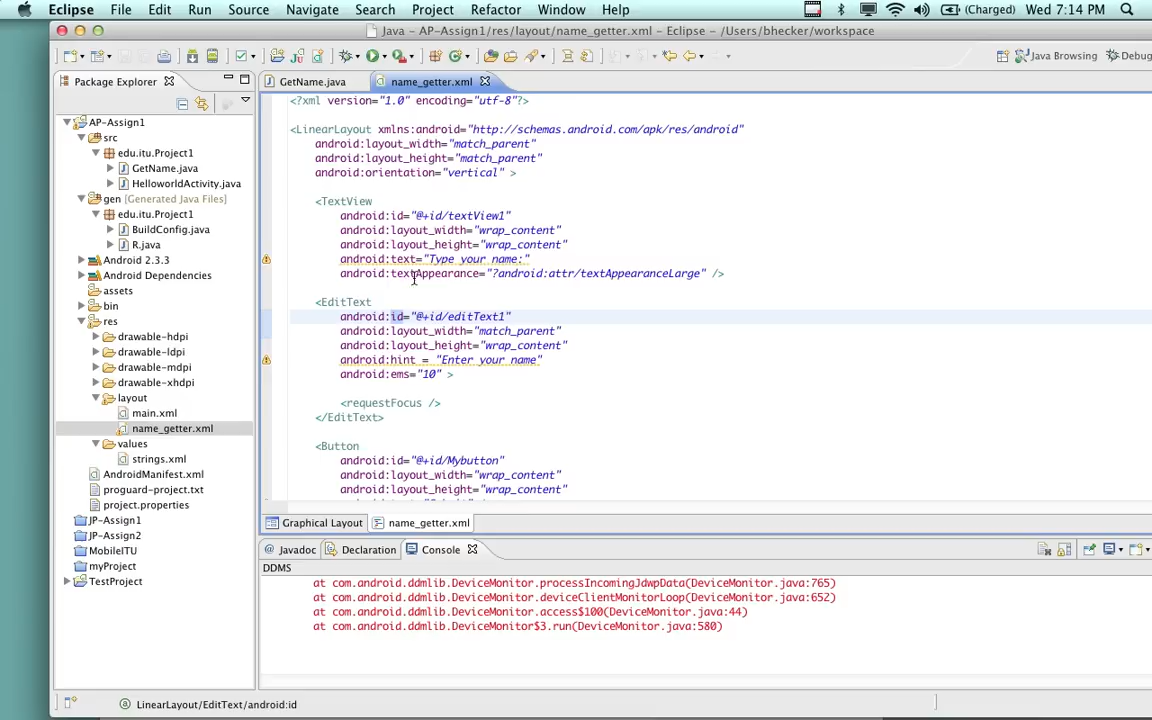 Eclipse File Edit Run Source Navigate Search Project Refactor Window Help (Charged) Wed 7:14 PM
Java – AP-Assign1/res/layout/name_getter.xml – Eclipse – /Users/bhecker/workspace
Java Browsing Debug
Package Explorer
GetName.java name_getter.xml
AP-Assign1
src
edu.itu.Project1
GetName.java
HelloworldActivity.java
gen [Generated Java Files]
edu.itu.Project1
BuildConfig.java
R.java
Android 2.3.3
Android Dependencies
assets
bin
res
drawable-hdpi
drawable-ldpi
drawable-mdpi
drawable-xhdpi
layout
main.xml
name_getter.xml
values
strings.xml
AndroidManifest.xml
proguard-project.txt
project.properties
JP-Assign1
JP-Assign2
MobileITU
myProject
TestProject
<?xml version="1.0" encoding="utf-8"?>
<LinearLayout xmlns:android="http://schemas.android.com/apk/res/android"
android:layout_width="match_parent"
android:layout_height="match_parent"
android:orientation="vertical" >
<TextView
android:id="@+id/textView1"
android:layout_width="wrap_content"
android:layout_height="wrap_content"
android:text="Type your name:"
android:textAppearance="?android:attr/textAppearanceLarge" />
<EditText
android:id="@+id/editText1"
android:layout_width="match_parent"
android:layout_height="wrap_content"
android:hint = "Enter your name"
android:ems="10" >
<requestFocus />
</EditText>
<Button
android:id="@+id/Mybutton"
android:layout_width="wrap_content"
android:layout_height="wrap_content"
Graphical Layout name_getter.xml
Javadoc Declaration Console
DDMS
at com.android.ddmlib.DeviceMonitor.processIncomingJdwpData(DeviceMonitor.java:765)
at com.android.ddmlib.DeviceMonitor.deviceClientMonitorLoop(DeviceMonitor.java:652)
at com.android.ddmlib.DeviceMonitor.access$100(DeviceMonitor.java:44)
at com.android.ddmlib.DeviceMonitor$3.run(DeviceMonitor.java:580)
LinearLayout/EditText/android:id